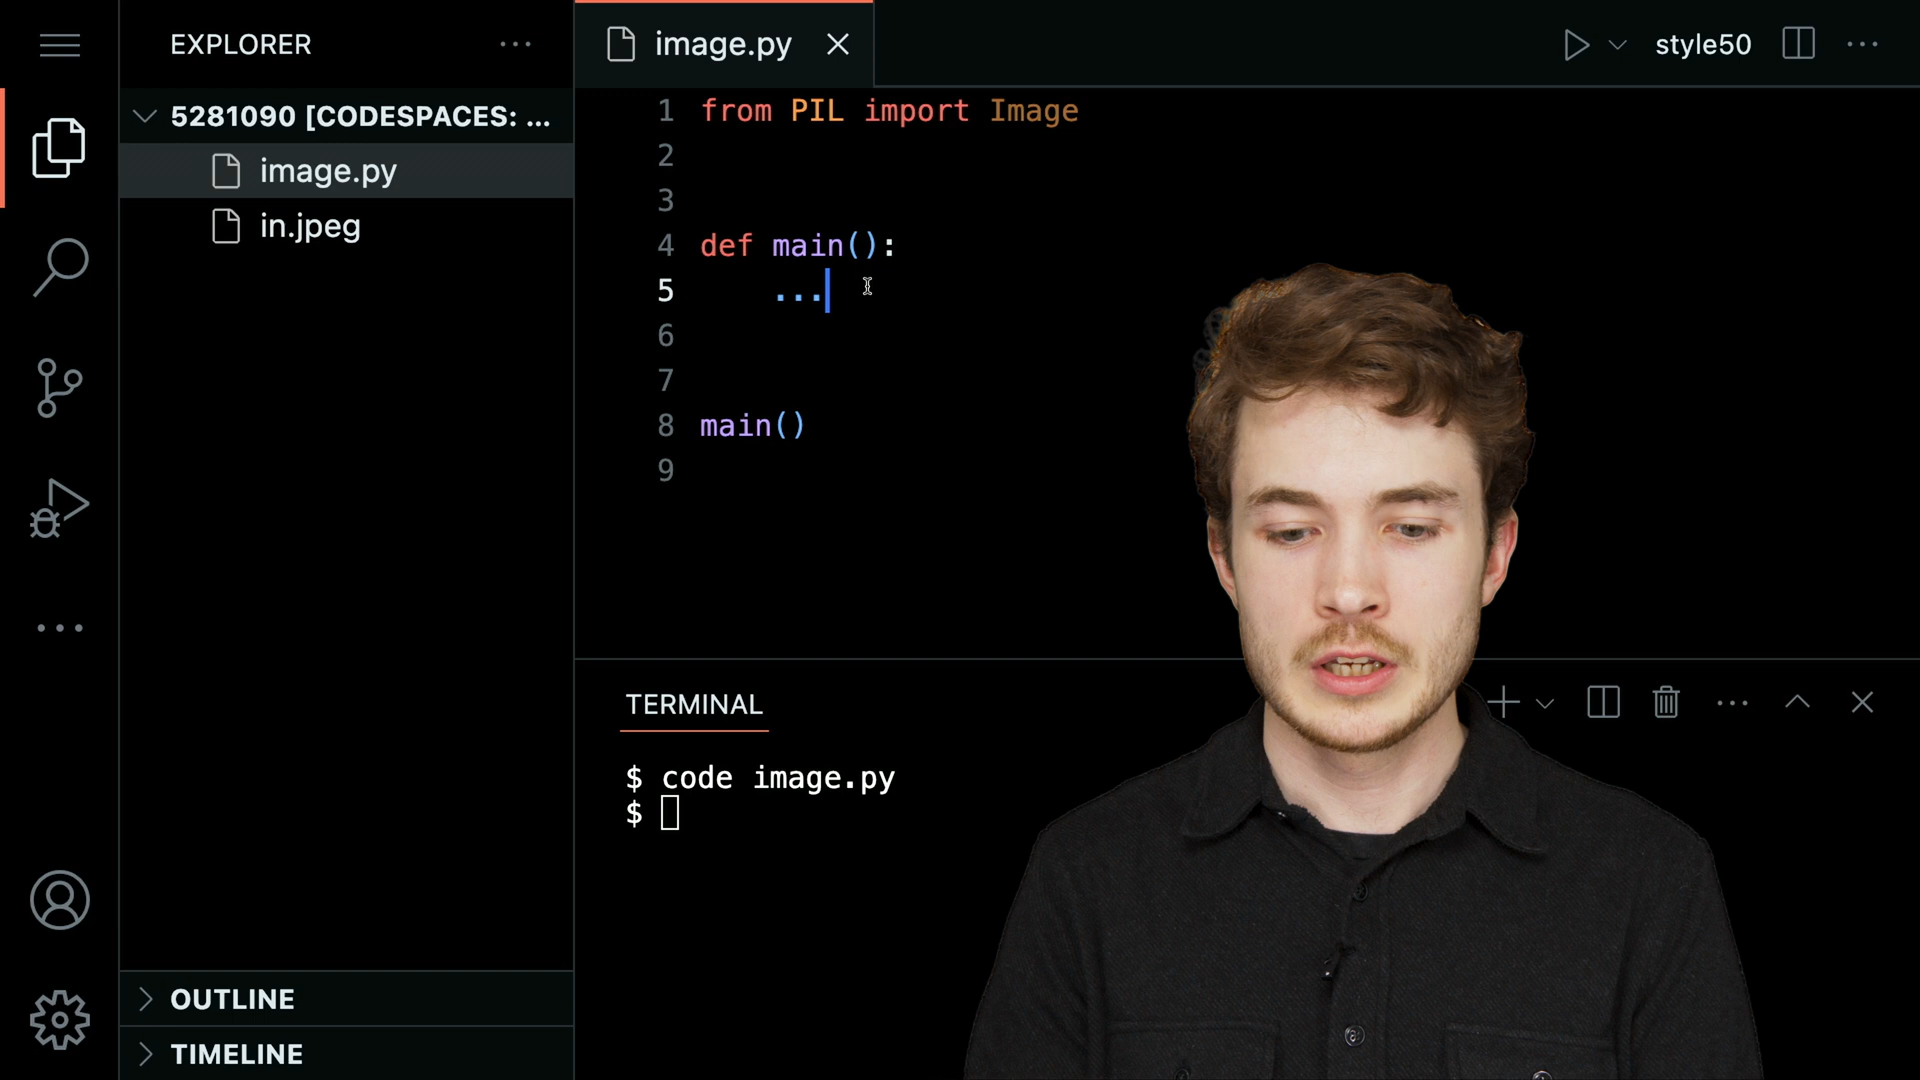 EXPLORER
5281090 [CODESPACES: ...
image.py
in.jpeg
OUTLINE
TIMELINE
image.py
style50
1 from PIL import Image
2
3
4 def main():
5 ...
6
7
8 main()
9
TERMINAL
$ code image.py
$